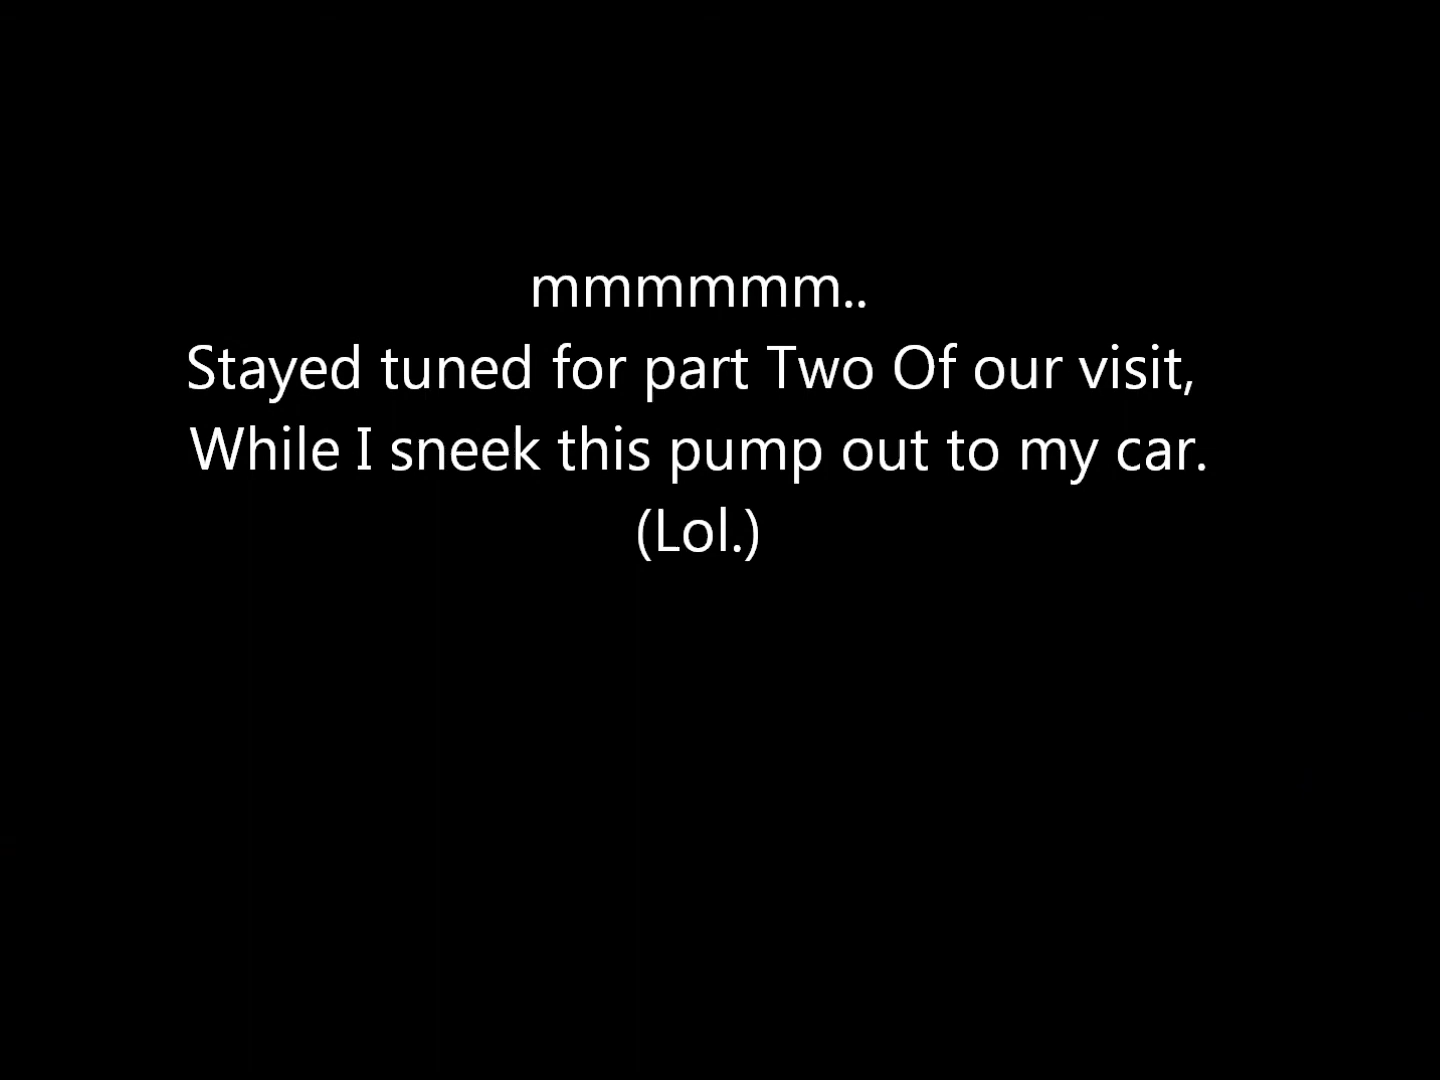 mmmmmm..
Stayed tuned for part Two Of our visit,
While I sneek this pump out to my car.
(Lol.)